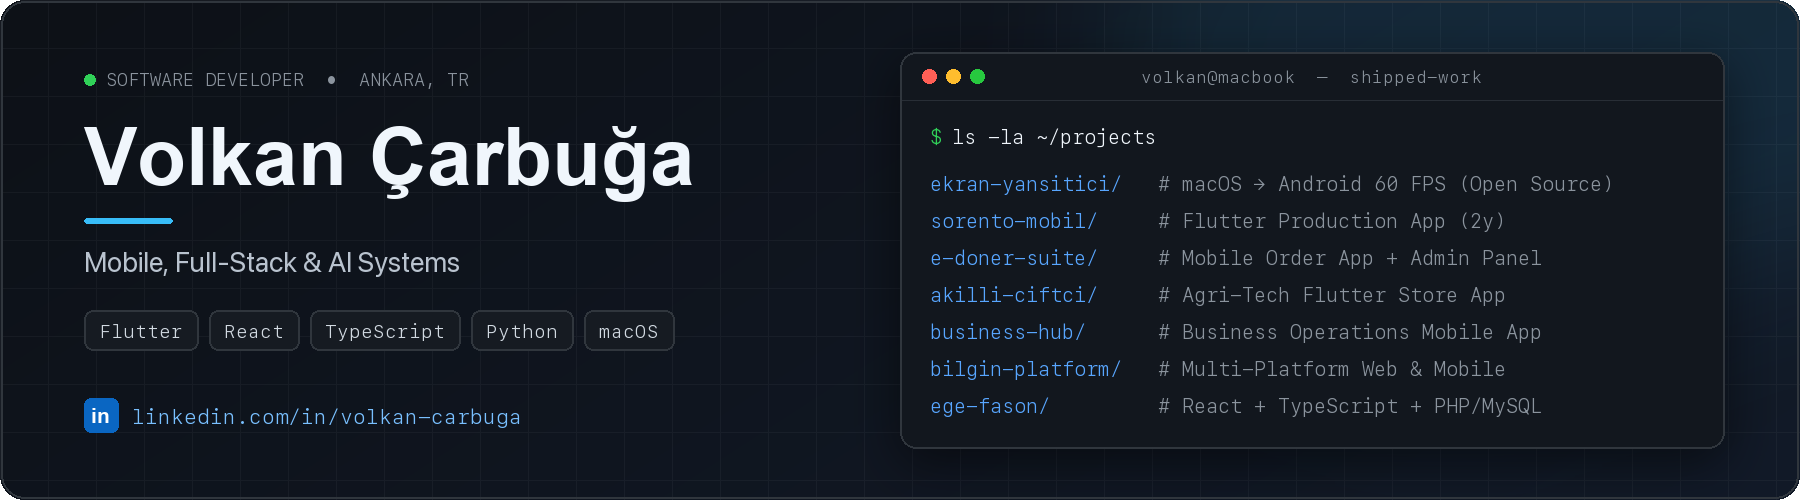 SOFTWARE DEVELOPER • ANKARA, TR
Volkan Çarbuğa
Mobile, Full-Stack & AI Systems
Flutter React TypeScript Python macOS
in linkedin.com/in/volkan-carbuga
volkan@macbook — shipped-work
$ ls -la ~/projects
ekran-yansitici/ # macOS → Android 60 FPS (Open Source)
sorento-mobil/ # Flutter Production App (2y)
e-doner-suite/ # Mobile Order App + Admin Panel
akilli-ciftci/ # Agri-Tech Flutter Store App
business-hub/ # Business Operations Mobile App
bilgin-platform/ # Multi-Platform Web & Mobile
ege-fason/ # React + TypeScript + PHP/MySQL